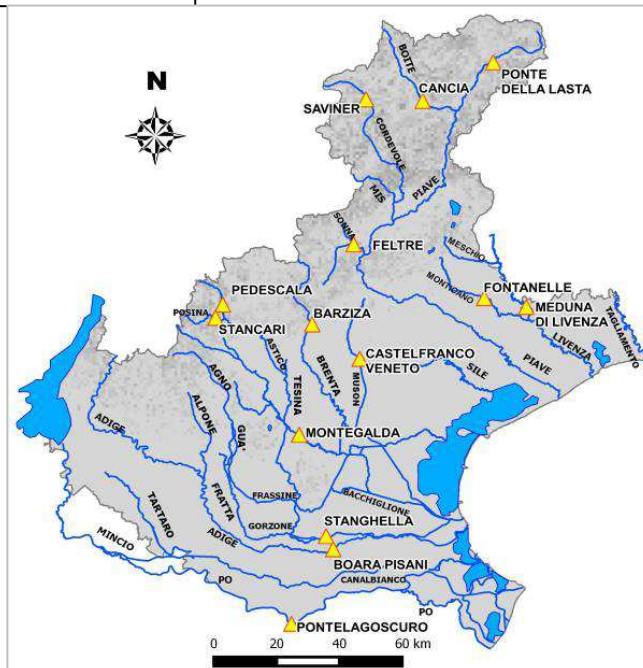 N
BOITE
PONTE
DELLA LASTA
CANCIA
SAVINER
CORDEVOLE
MIS
PIAVE
SONNA
FELTRE
MESCHIO
FONTANELLE
MONTICANO
MEDUNA
DI LIVENZA
TAGLIAMENTO
LIVENZA
PEDESCALA
POSINA
STANCARI
BARZIZA
ASTICO
CASTELFRANCO
VENETO
AGNO
TESINA
BRENTA
MUSON
SILE
PIAVE
ADIGE
ALPONE
GUA'
MONTEGALDA
TARTARO
FRATTA
FRASSINE
BACCHIGLIONE
GORZONE
STANGHELLA
MINCIO
ADIGE
BOARA PISANI
PO
CANALBIANCO
PO
PONTELAGOSCURO
0 20 40 60 km